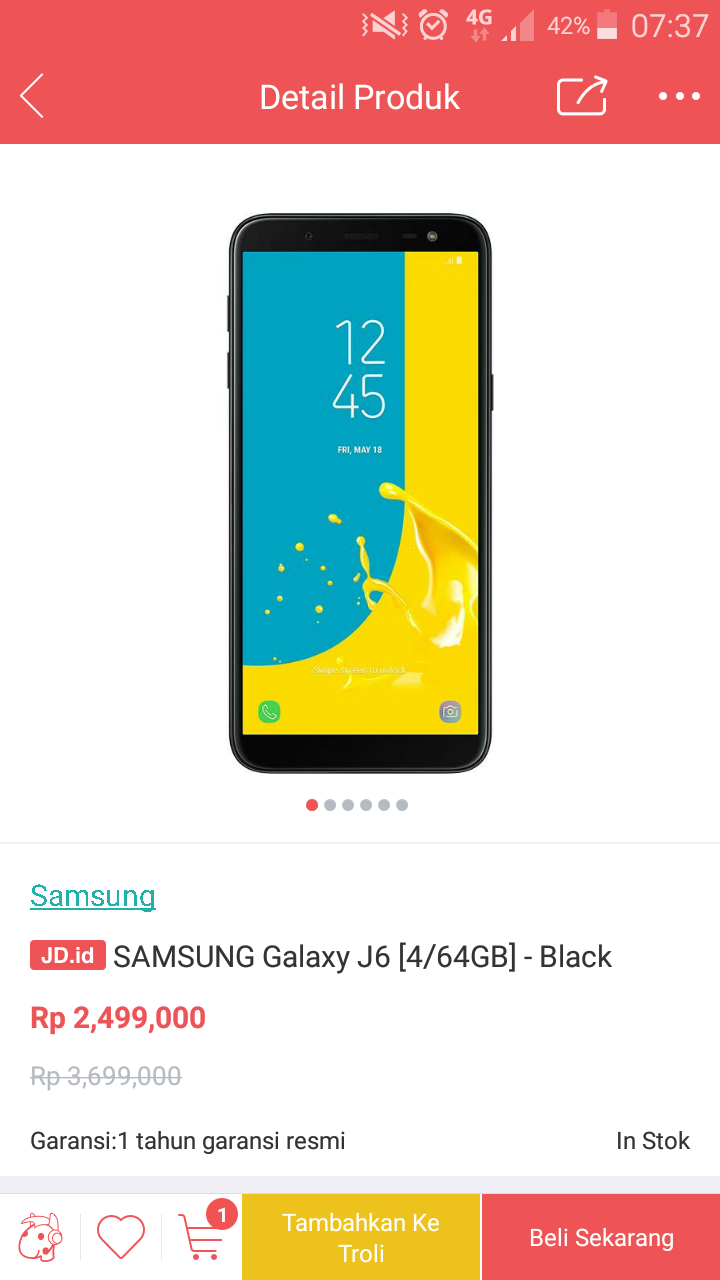 4G 42% 07:37
Detail Produk
12
45
FRI, MAY 18
Swipe screen to unlock
Samsung
JD.id SAMSUNG Galaxy J6 [4/64GB] - Black
Rp 2,499,000
Rp 3,699,000
Garansi:1 tahun garansi resmi In Stok
1
Tambahkan Ke
Troli
Beli Sekarang